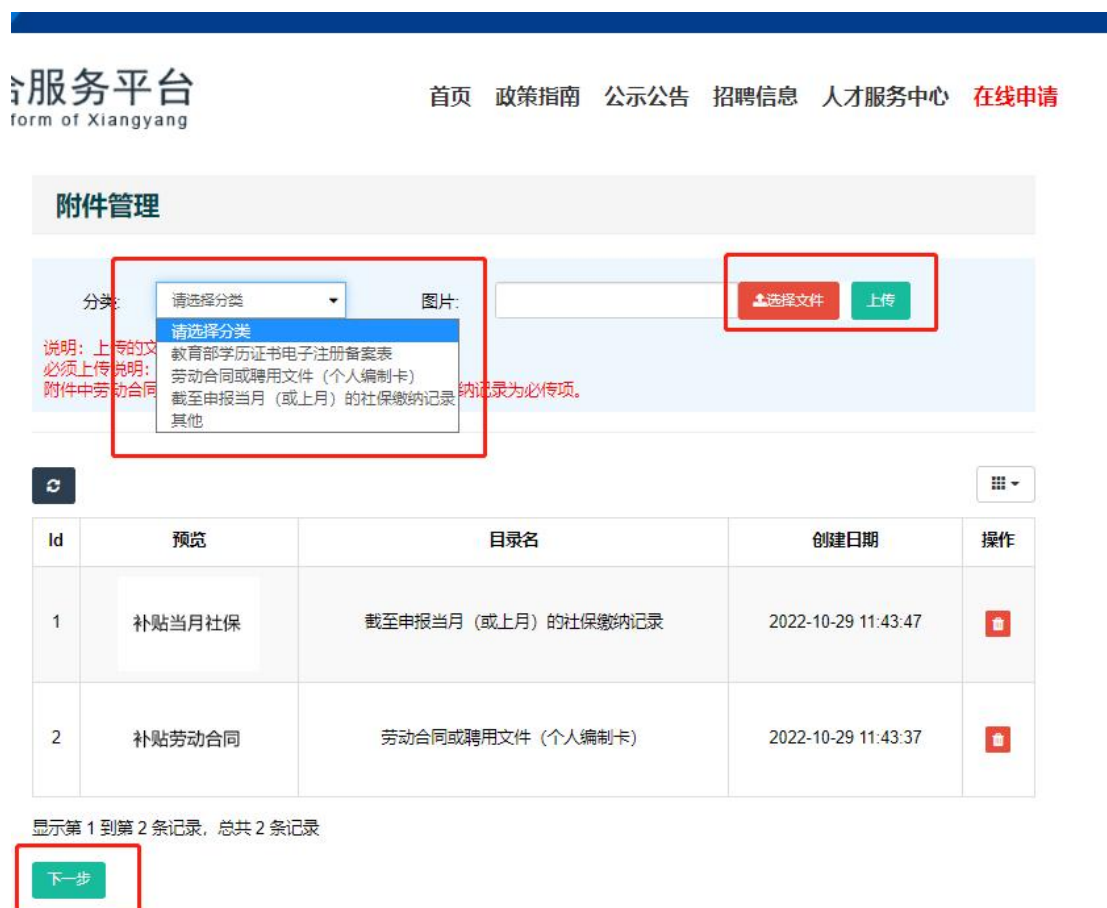 服务平台
form of Xiangyang
首页 政策指南 公示公告 招聘信息 人才服务中心 在线申请
附件管理
分类: 请选择分类 图片: 选择文件 上传
请选择分类
教育部学历证书电子注册备案表
劳动合同或聘用文件（个人编制卡）
截至申报当月（或上月）的社保缴纳记录
其他
说明：上传的文
必须上传说明：
附件中劳动合同 纳记录为必传项。
Id 预览 目录名 创建日期 操作
1 补贴当月社保 截至申报当月（或上月）的社保缴纳记录 2022-10-29 11:43:47
2 补贴劳动合同 劳动合同或聘用文件（个人编制卡） 2022-10-29 11:43:37
显示第 1 到第 2 条记录，总共 2 条记录
下一步